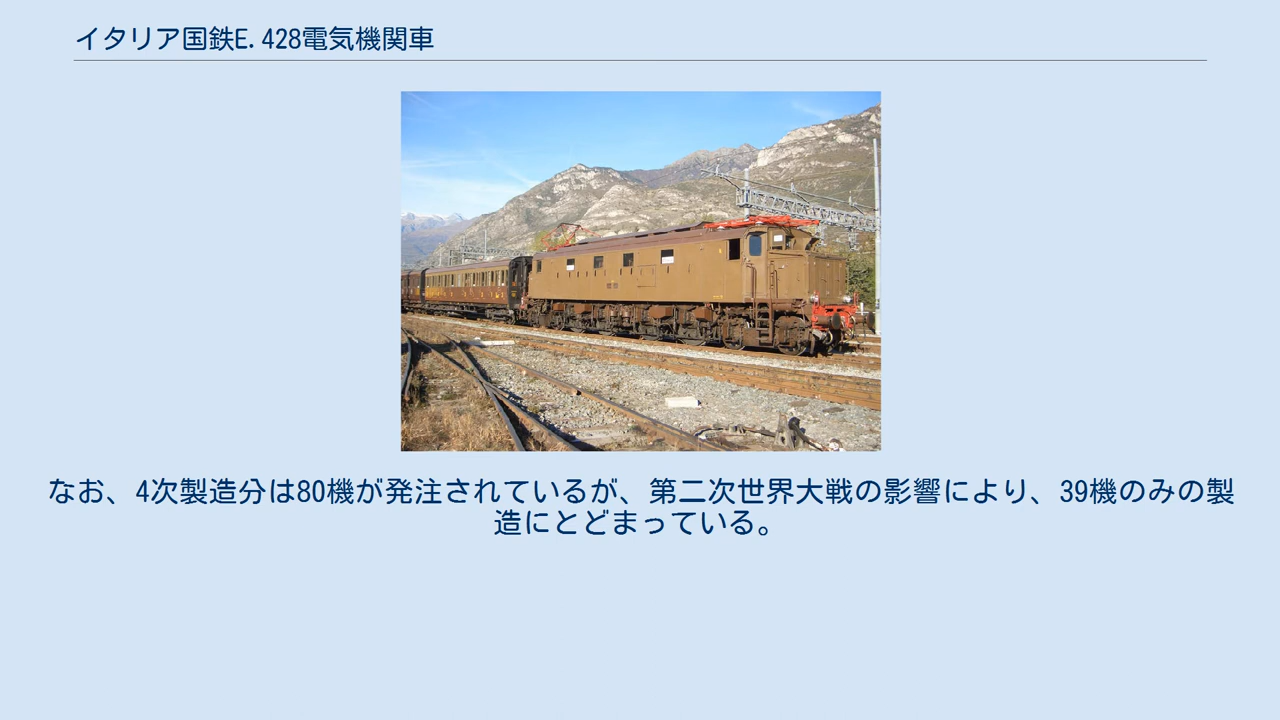 イタリア国鉄E.428電気機関車
なお、4次製造分は80機が発注されているが、第二次世界大戦の影響により、39機のみの製
造にとどまっている。